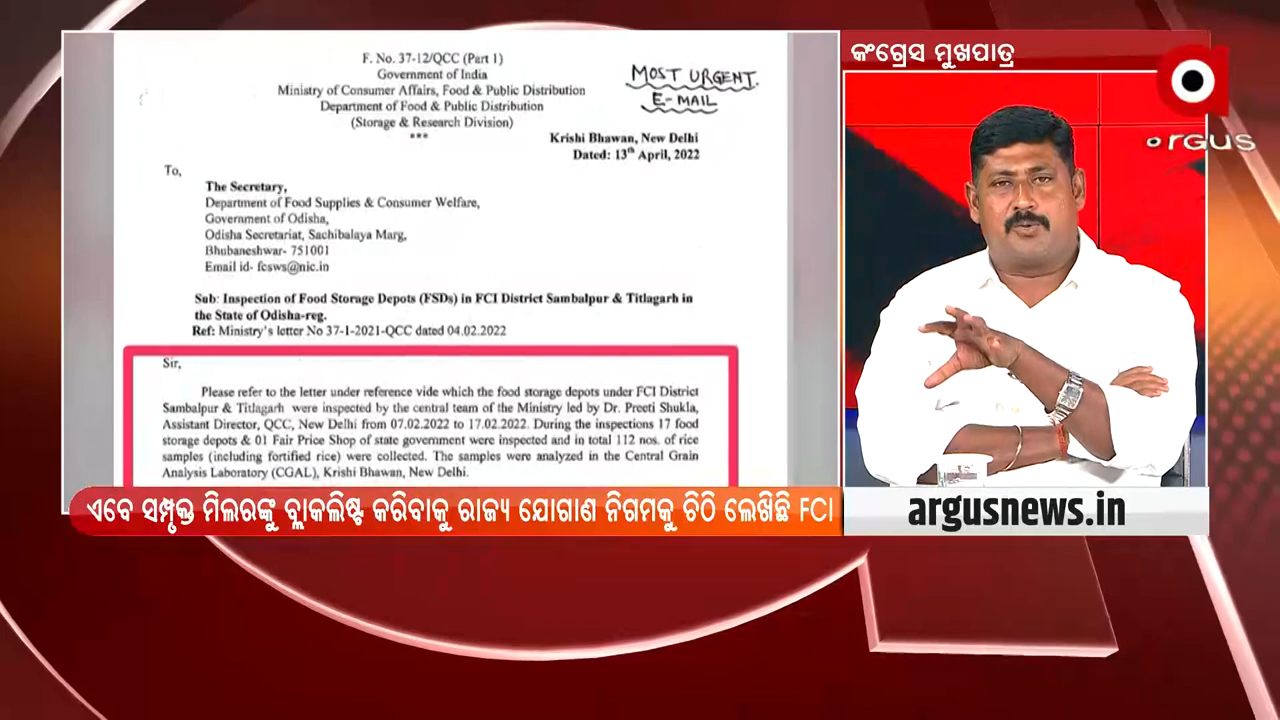 F. No. 37-12/QCC (Part 1)
Government of India
Ministry of Consumer Affairs, Food & Public Distribution
Department of Food & Public Distribution
(Storage & Research Division)
***
MOST URGENT
E-MAIL
Krishi Bhawan, New Delhi
Dated: 13th April, 2022
To,
The Secretary,
Department of Food Supplies & Consumer Welfare,
Government of Odisha,
Odisha Secretariat, Sachibalaya Marg,
Bhubaneshwar- 751001
Email id- fcsws@nic.in
Sub: Inspection of Food Storage Depots (FSDs) in FCI District Sambalpur & Titlagarh in
the State of Odisha-reg.
Ref: Ministry's letter No 37-1-2021-QCC dated 04.02.2022
Sir,
Please refer to the letter under reference vide which the food storage depots under FCI District
Sambalpur & Titlagarh were inspected by the central team of the Ministry led by Dr. Preeti Shukla,
Assistant Director, QCC, New Delhi from 07.02.2022 to 17.02.2022. During the inspections 17 food
storage depots & 01 Fair Price Shop of state government were inspected and in total 112 nos. of rice
samples (including fortified rice) were collected. The samples were analyzed in the Central Grain
Analysis Laboratory (CGAL), Krishi Bhawan, New Delhi.
ଏବେ ସମ୍ପୃକ୍ତ ମିଲରଙ୍କୁ ବ୍ଲାକଲିଷ୍ଟ କରିବାକୁ ରାଜ୍ୟ ଯୋଗାଣ ନିଗମକୁ ଚିଠି ଲେଖିଛି FCI
କଂଗ୍ରେସ ମୁଖପାତ୍ର
argus
argusnews.in